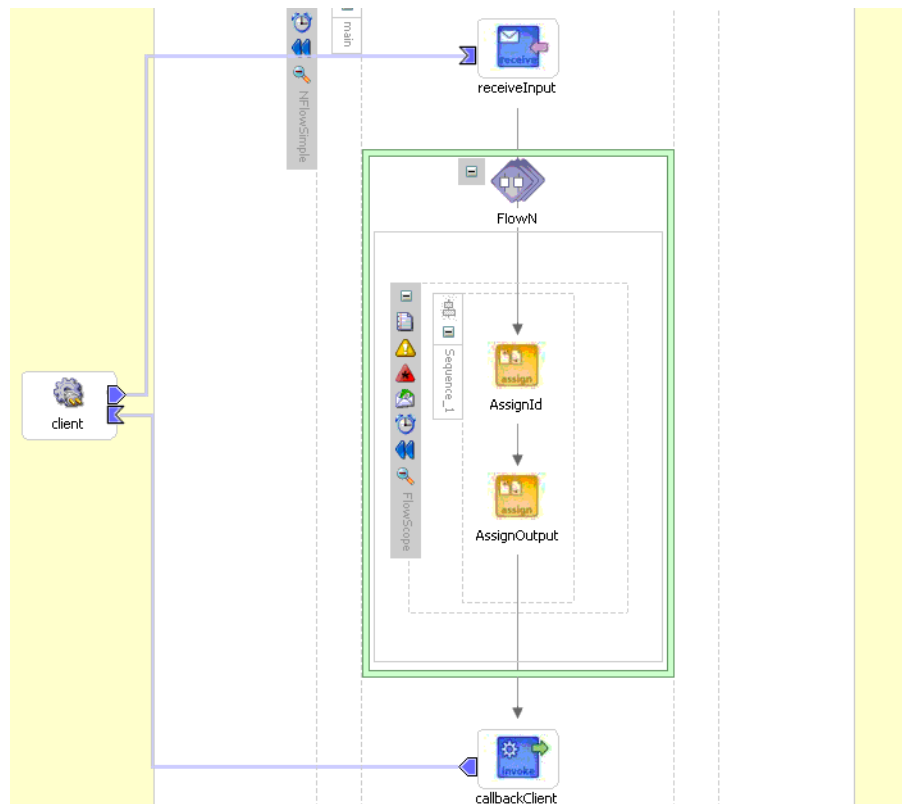 main
receive
receiveInput
NFlowSimple
FlowN
Sequence_1
assign
AssignId
client
assign
AssignOutput
FlowScope
invoke
callbackClient